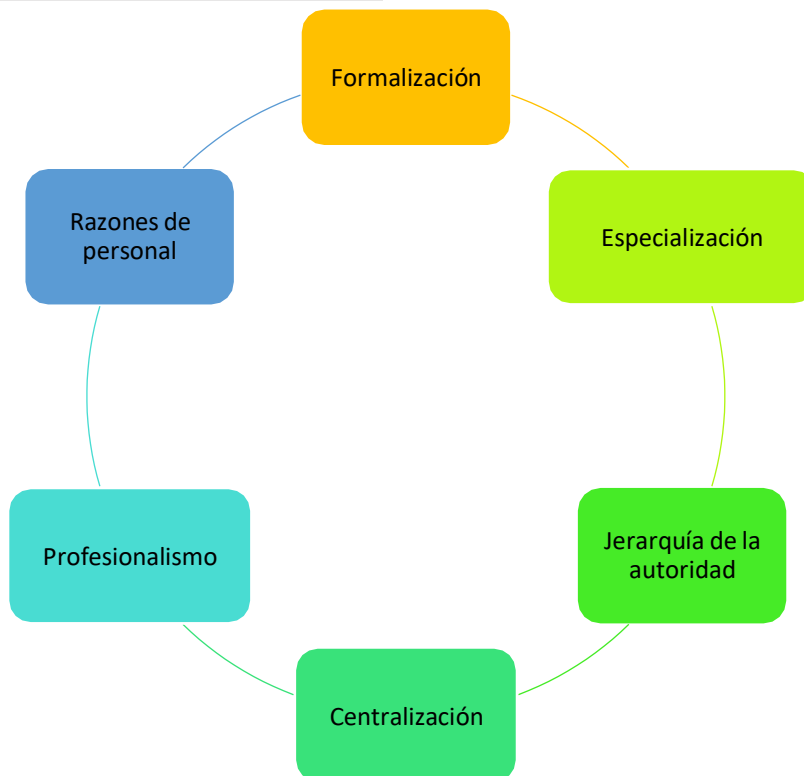 Formalización
Especialización
Jerarquía de la
autoridad
Centralización
Profesionalismo
Razones de
personal